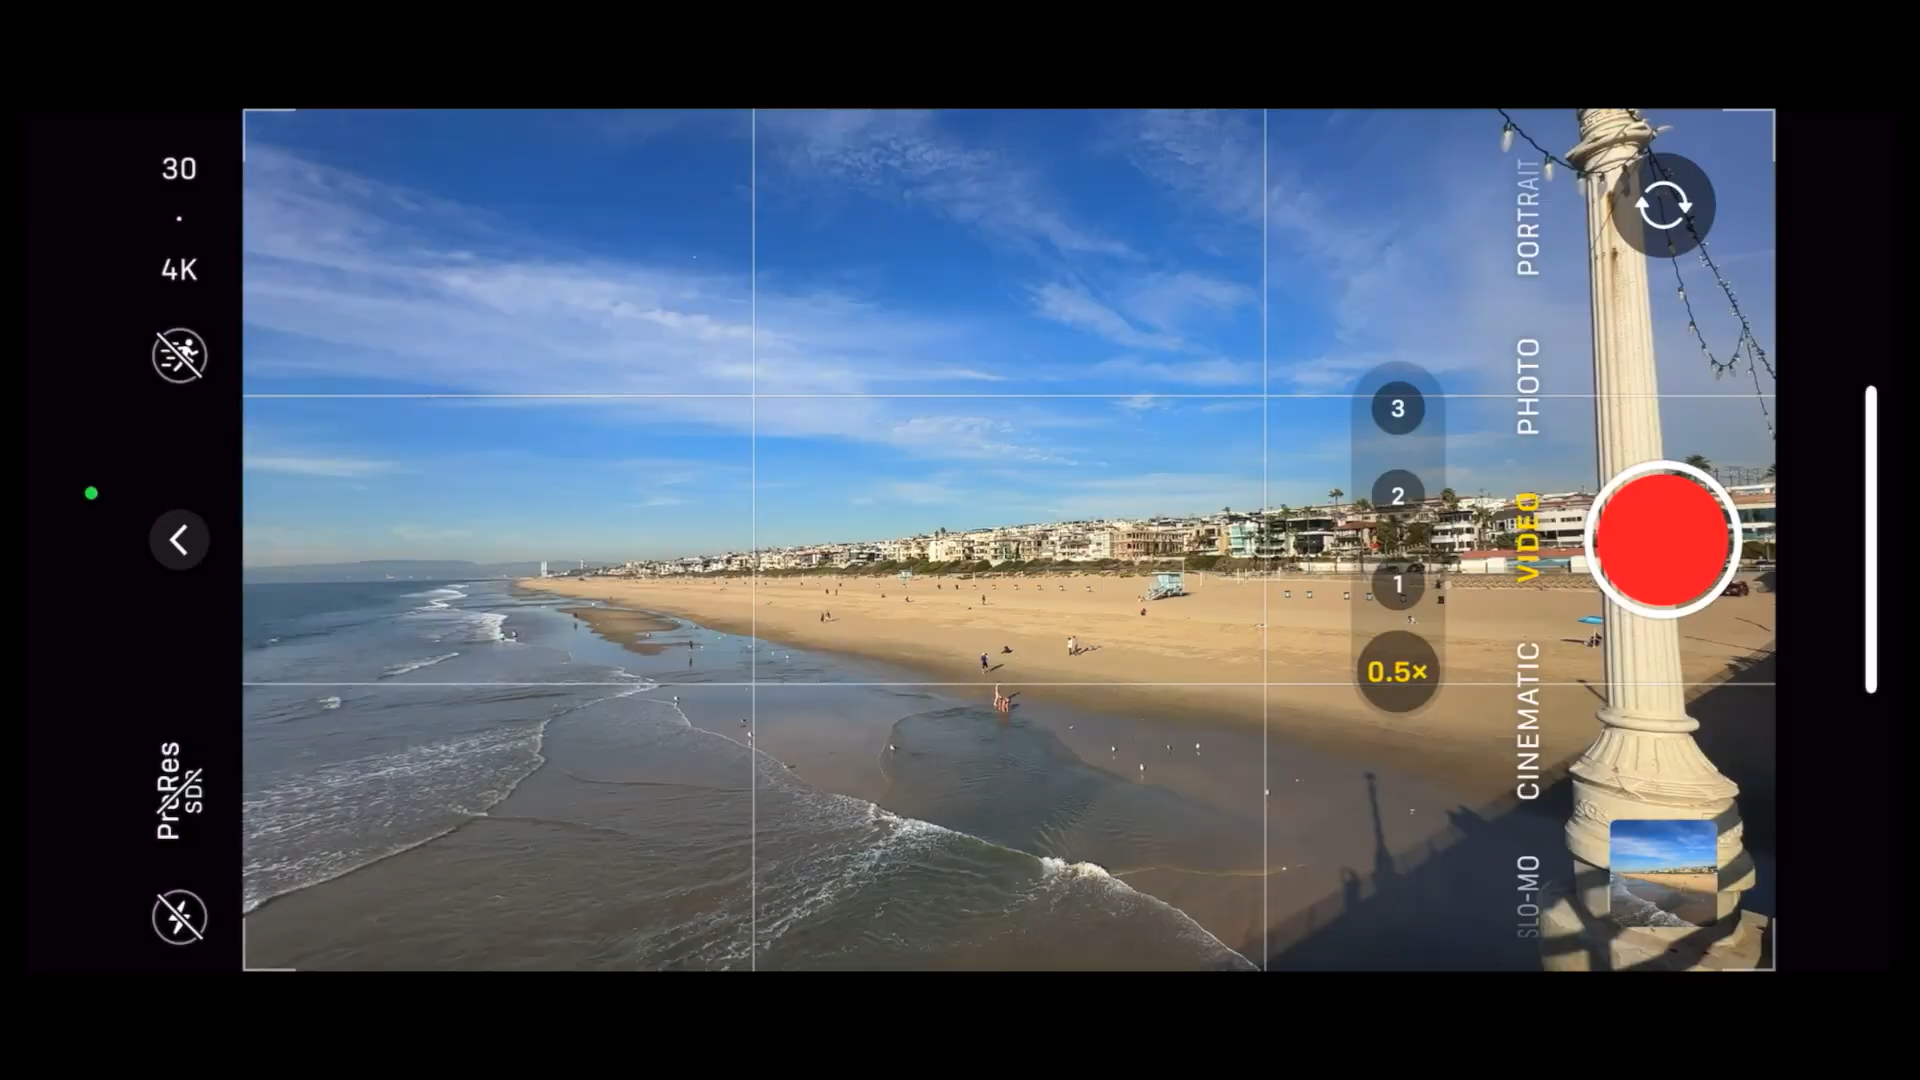 30
·
4K
ProRes
SDR
3
2
1
0.5×
PORTRAIT
PHOTO
VIDEO
CINEMATIC
SLO-MO